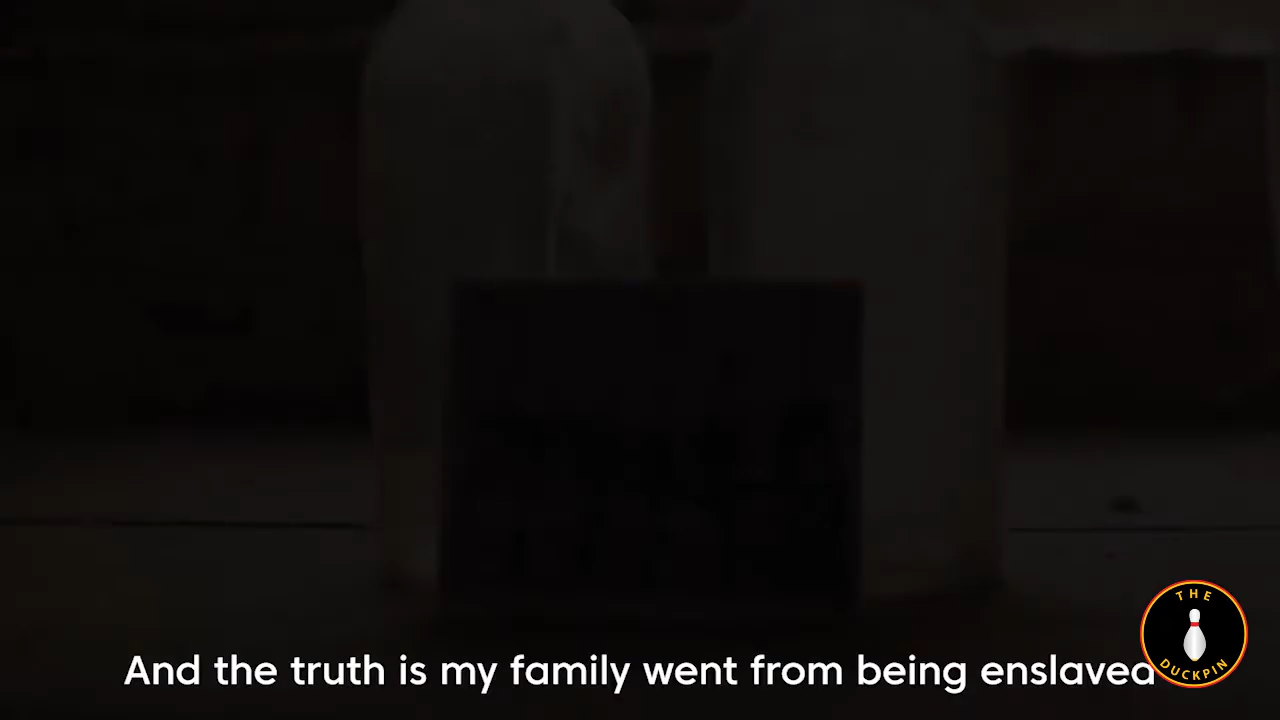 THE
DUCKPIN
And the truth is my family went from being enslaved